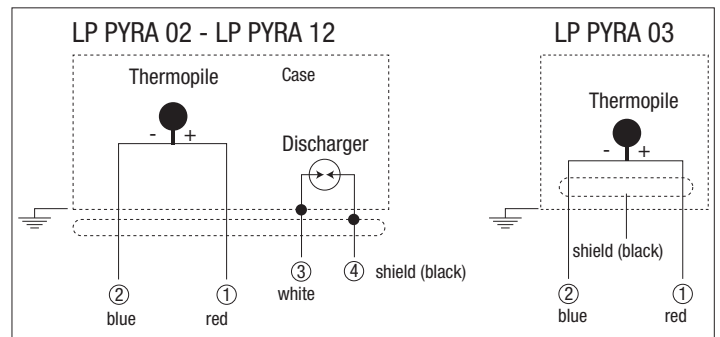 LP PYRA 02 - LP PYRA 12
Thermopile
Case
- +
Discharger
② ① ③ ④ shield (black)
blue red white
LP PYRA 03
Thermopile
- +
shield (black)
② ①
blue red